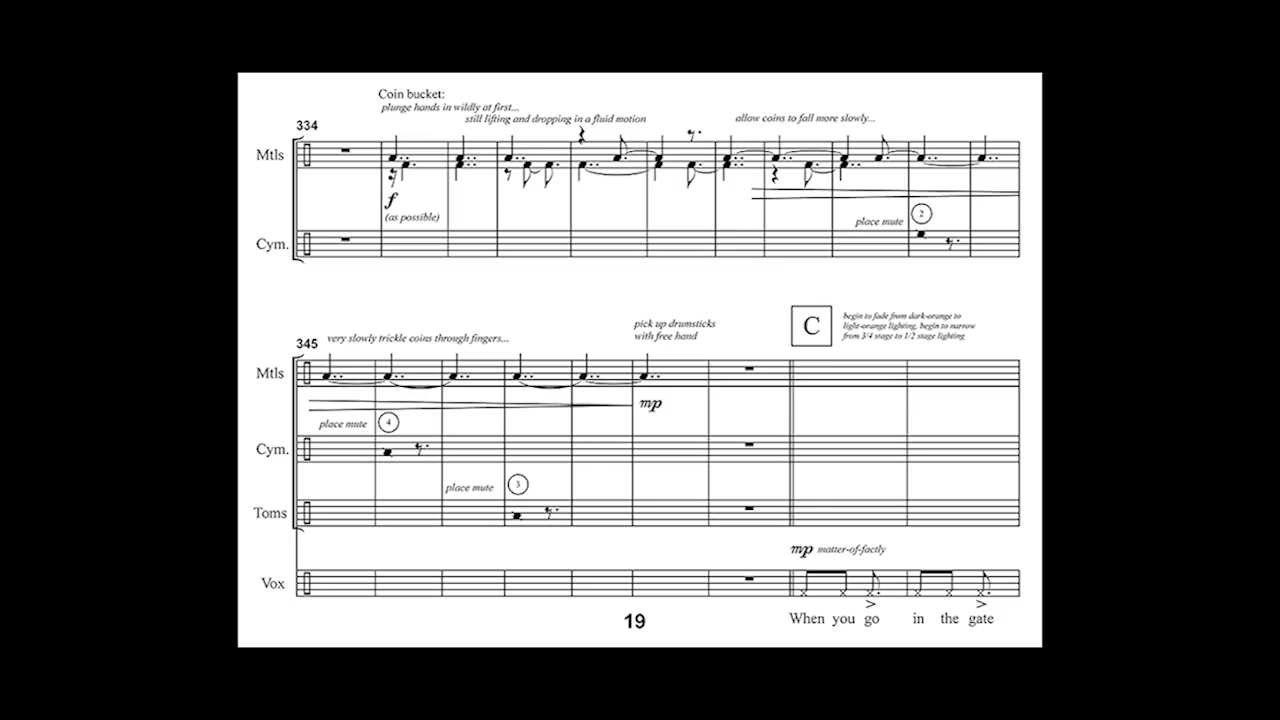 Coin bucket:
plunge hands in wildly at first...
still lifting and dropping in a fluid motion
allow coins to fall more slowly...
334
Mtls
f
(as possible)
place mute
2
Cym.
C
begin to fade from dark-orange to
light-orange lighting, begin to narrow
from 3/4 stage to 1/2 stage lighting
pick up drumsticks
with free hand
345
very slowly trickle coins through fingers...
Mtls
mp
place mute
4
Cym.
place mute
3
Toms
mp matter-of-factly
Vox
When you go in the gate
19